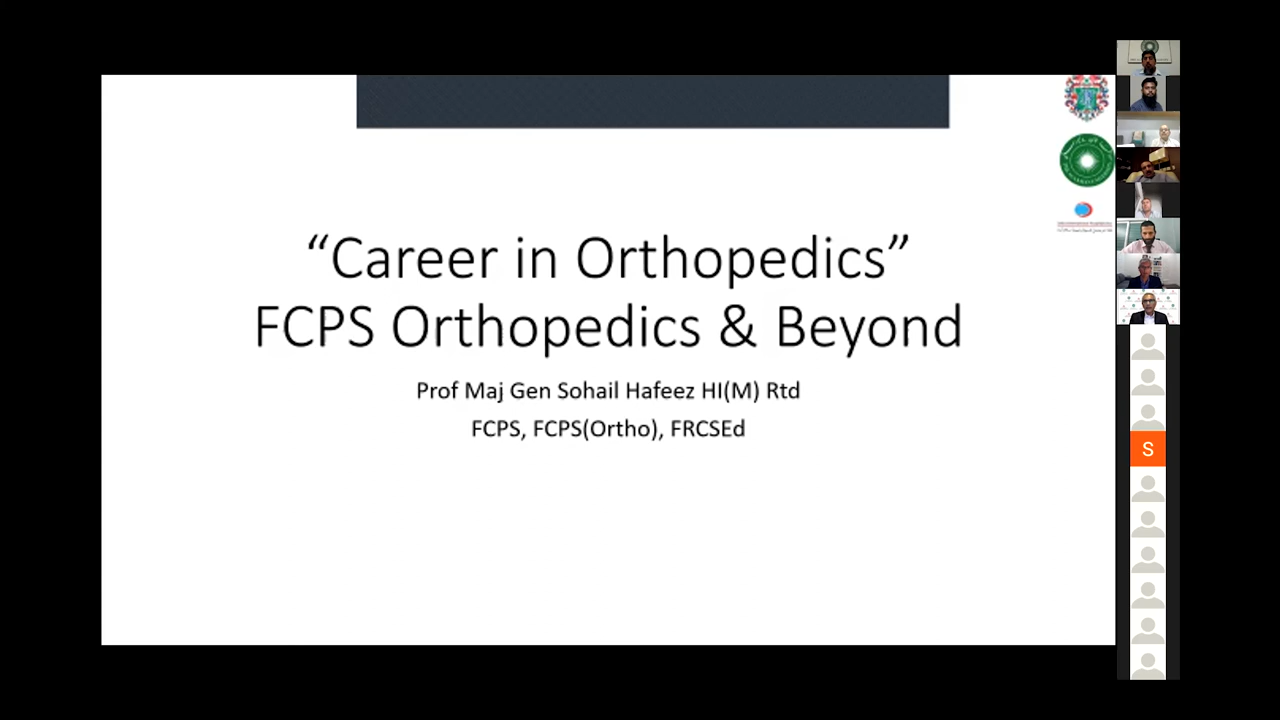 “Career in Orthopedics”
FCPS Orthopedics & Beyond
Prof Maj Gen Sohail Hafeez HI(M) Rtd
FCPS, FCPS(Ortho), FRCSEd
S